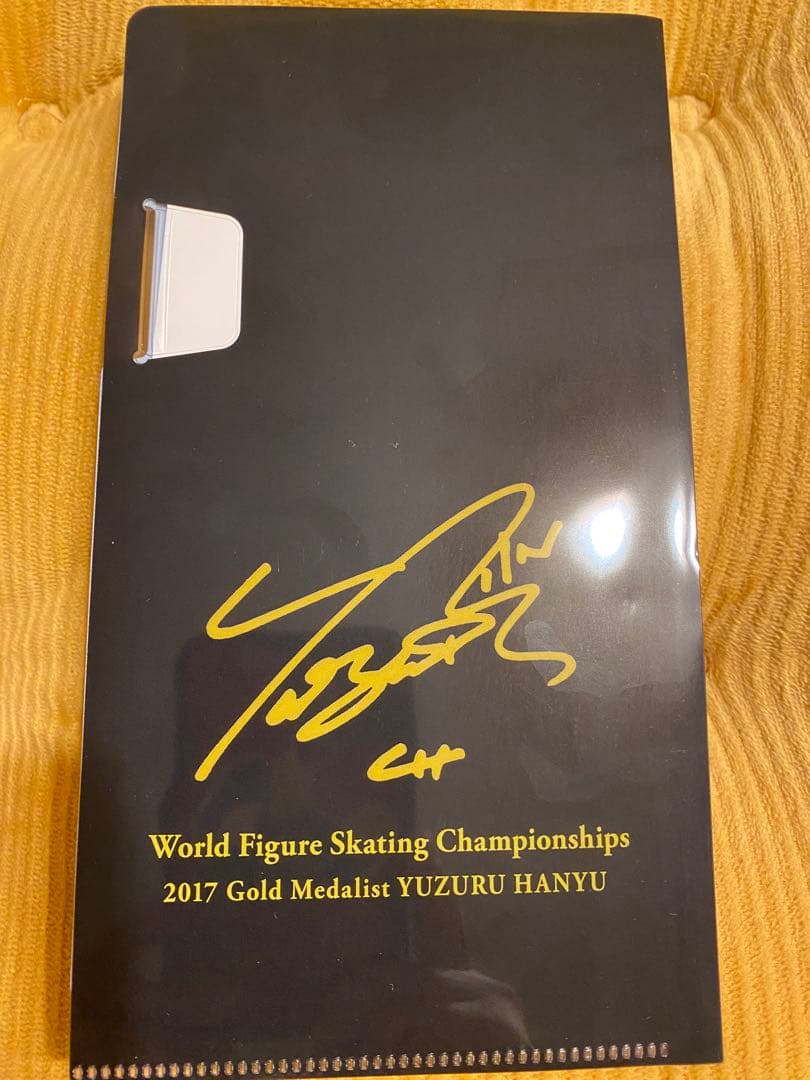 World Figure Skating Championships
2017 Gold Medalist YUZURU HANYU